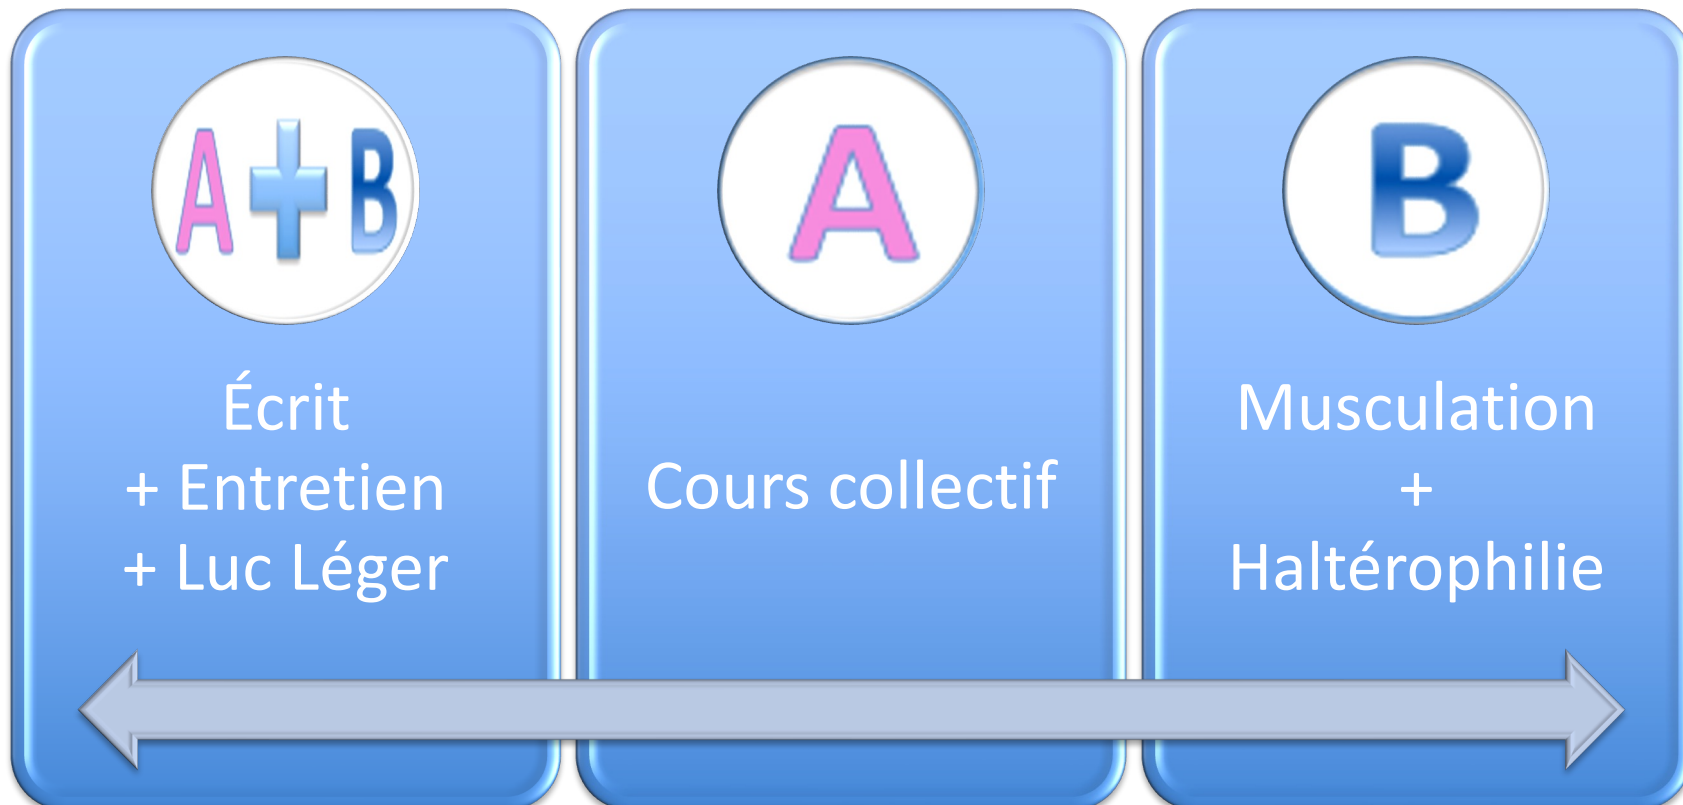 A+B
Écrit
+ Entretien
+ Luc Léger
A
Cours collectif
B
Musculation
+
Haltérophilie